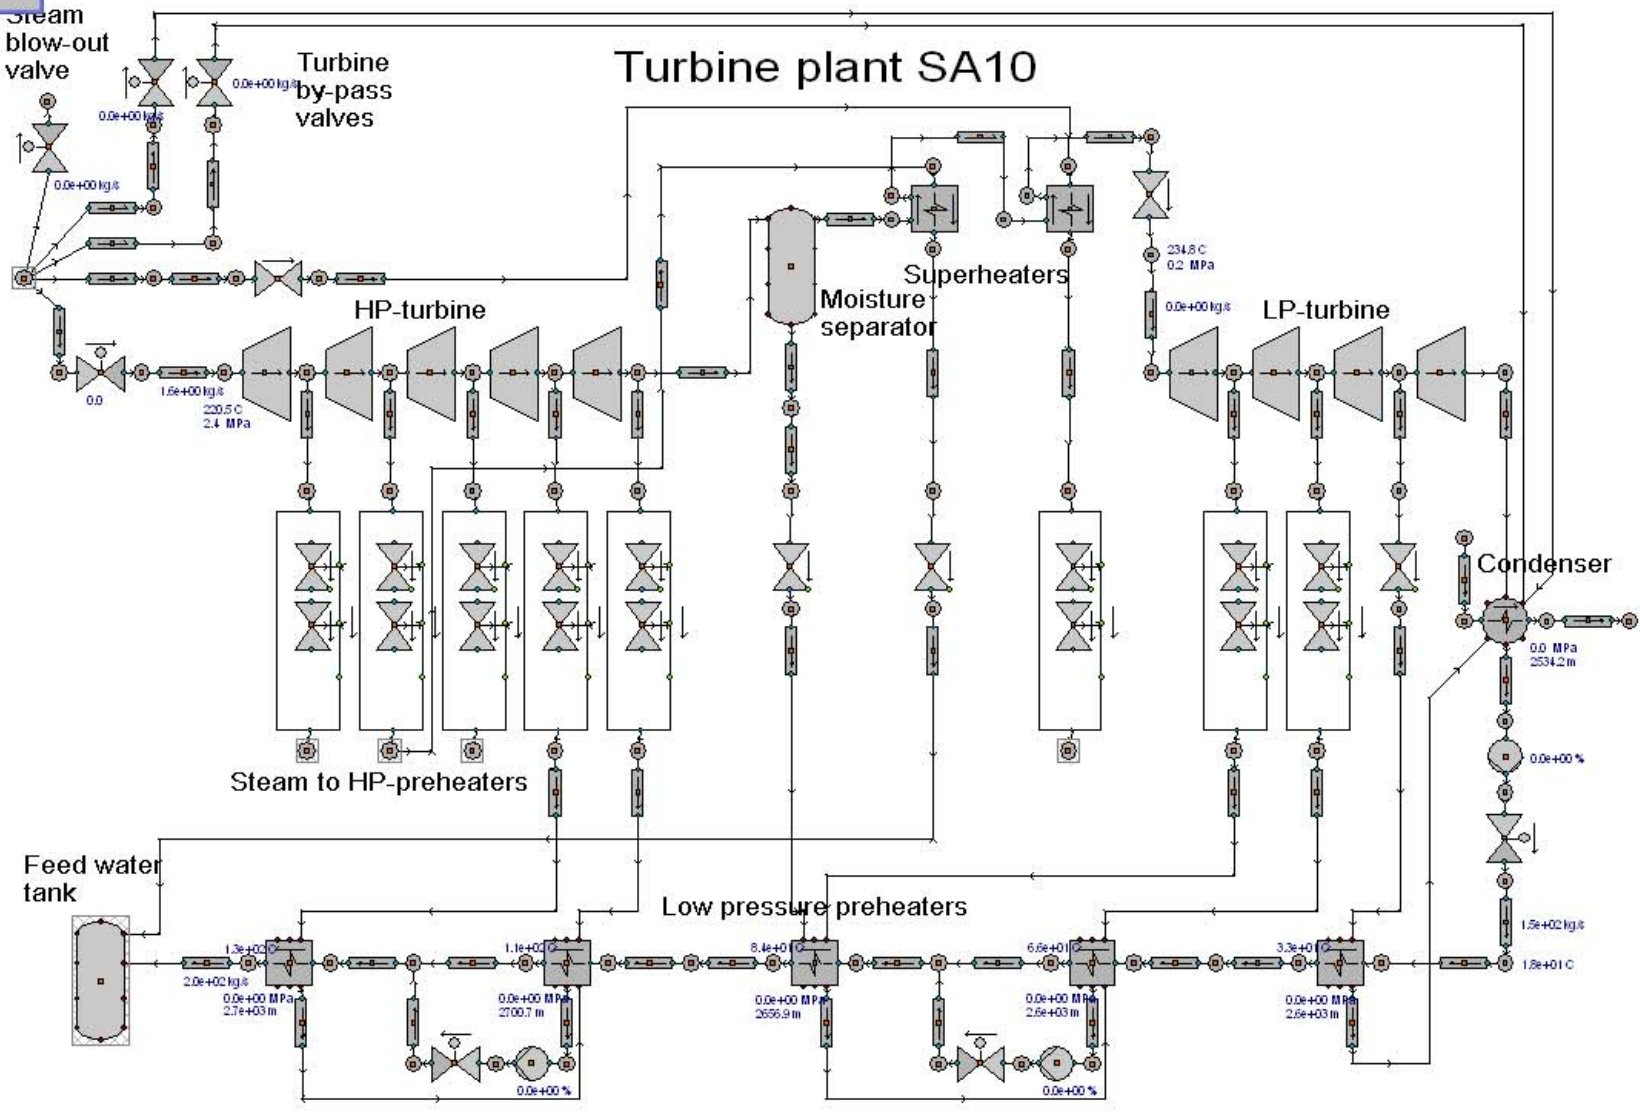 Steam
blow-out
valve
Turbine
by-pass
valves
Turbine plant SA10
0.0e+00 kg/s
0.0e+00 kg/s
0.0e+00 kg/s
234.8 C
0.2 MPa
Superheaters
Moisture
separator
HP-turbine
0.0e+00 kg/s
LP-turbine
0.0
1.6e+00 kg/s
220.5 C
2.4 MPa
Condenser
0.0 MPa
2534.2 m
0.0e+00 %
Steam to HP-preheaters
Feed water
tank
Low pressure preheaters
1.5e+02 kg/s
1.8e+01 C
1.3e+02 C
1.1e+02 C
8.4e+01 C
6.6e+01 C
3.3e+01 C
2.0e+02 kg/s
0.0e+00 MPa
2.7e+03 m
0.0e+00 MPa
2700.7 m
0.0e+00 MPa
2656.9 m
0.0e+00 MPa
2.6e+03 m
0.0e+00 MPa
2.6e+03 m
0.0e+00 %
0.0e+00 %